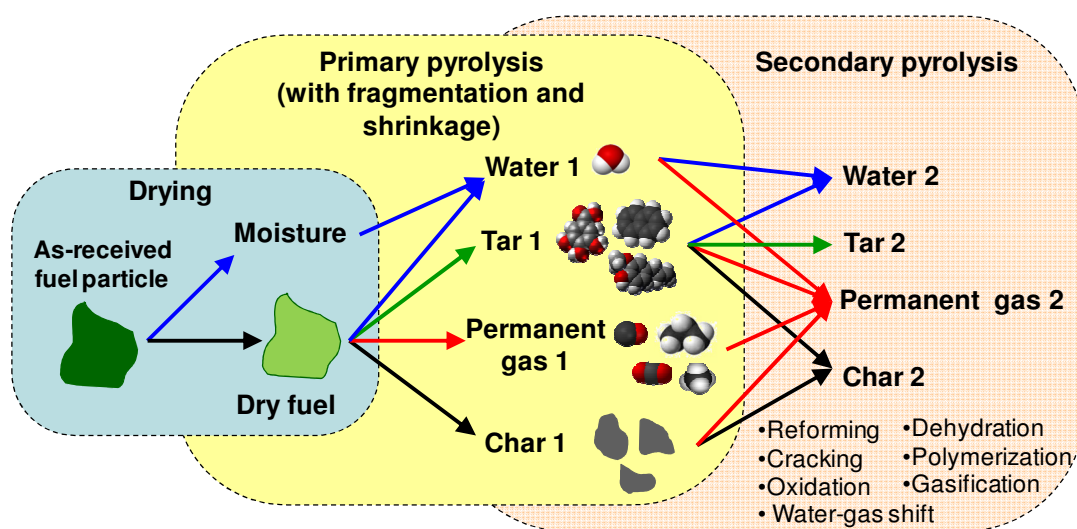 Primary pyrolysis
(with fragmentation and
shrinkage)
Secondary pyrolysis
Drying
As-received
fuel particle
Moisture
Dry fuel
Water 1
Tar 1
Permanent
gas 1
Char 1
Water 2
Tar 2
Permanent gas 2
Char 2
•Reforming
•Cracking
•Oxidation
• Water-gas shift
•Dehydration
•Polymerization
•Gasification